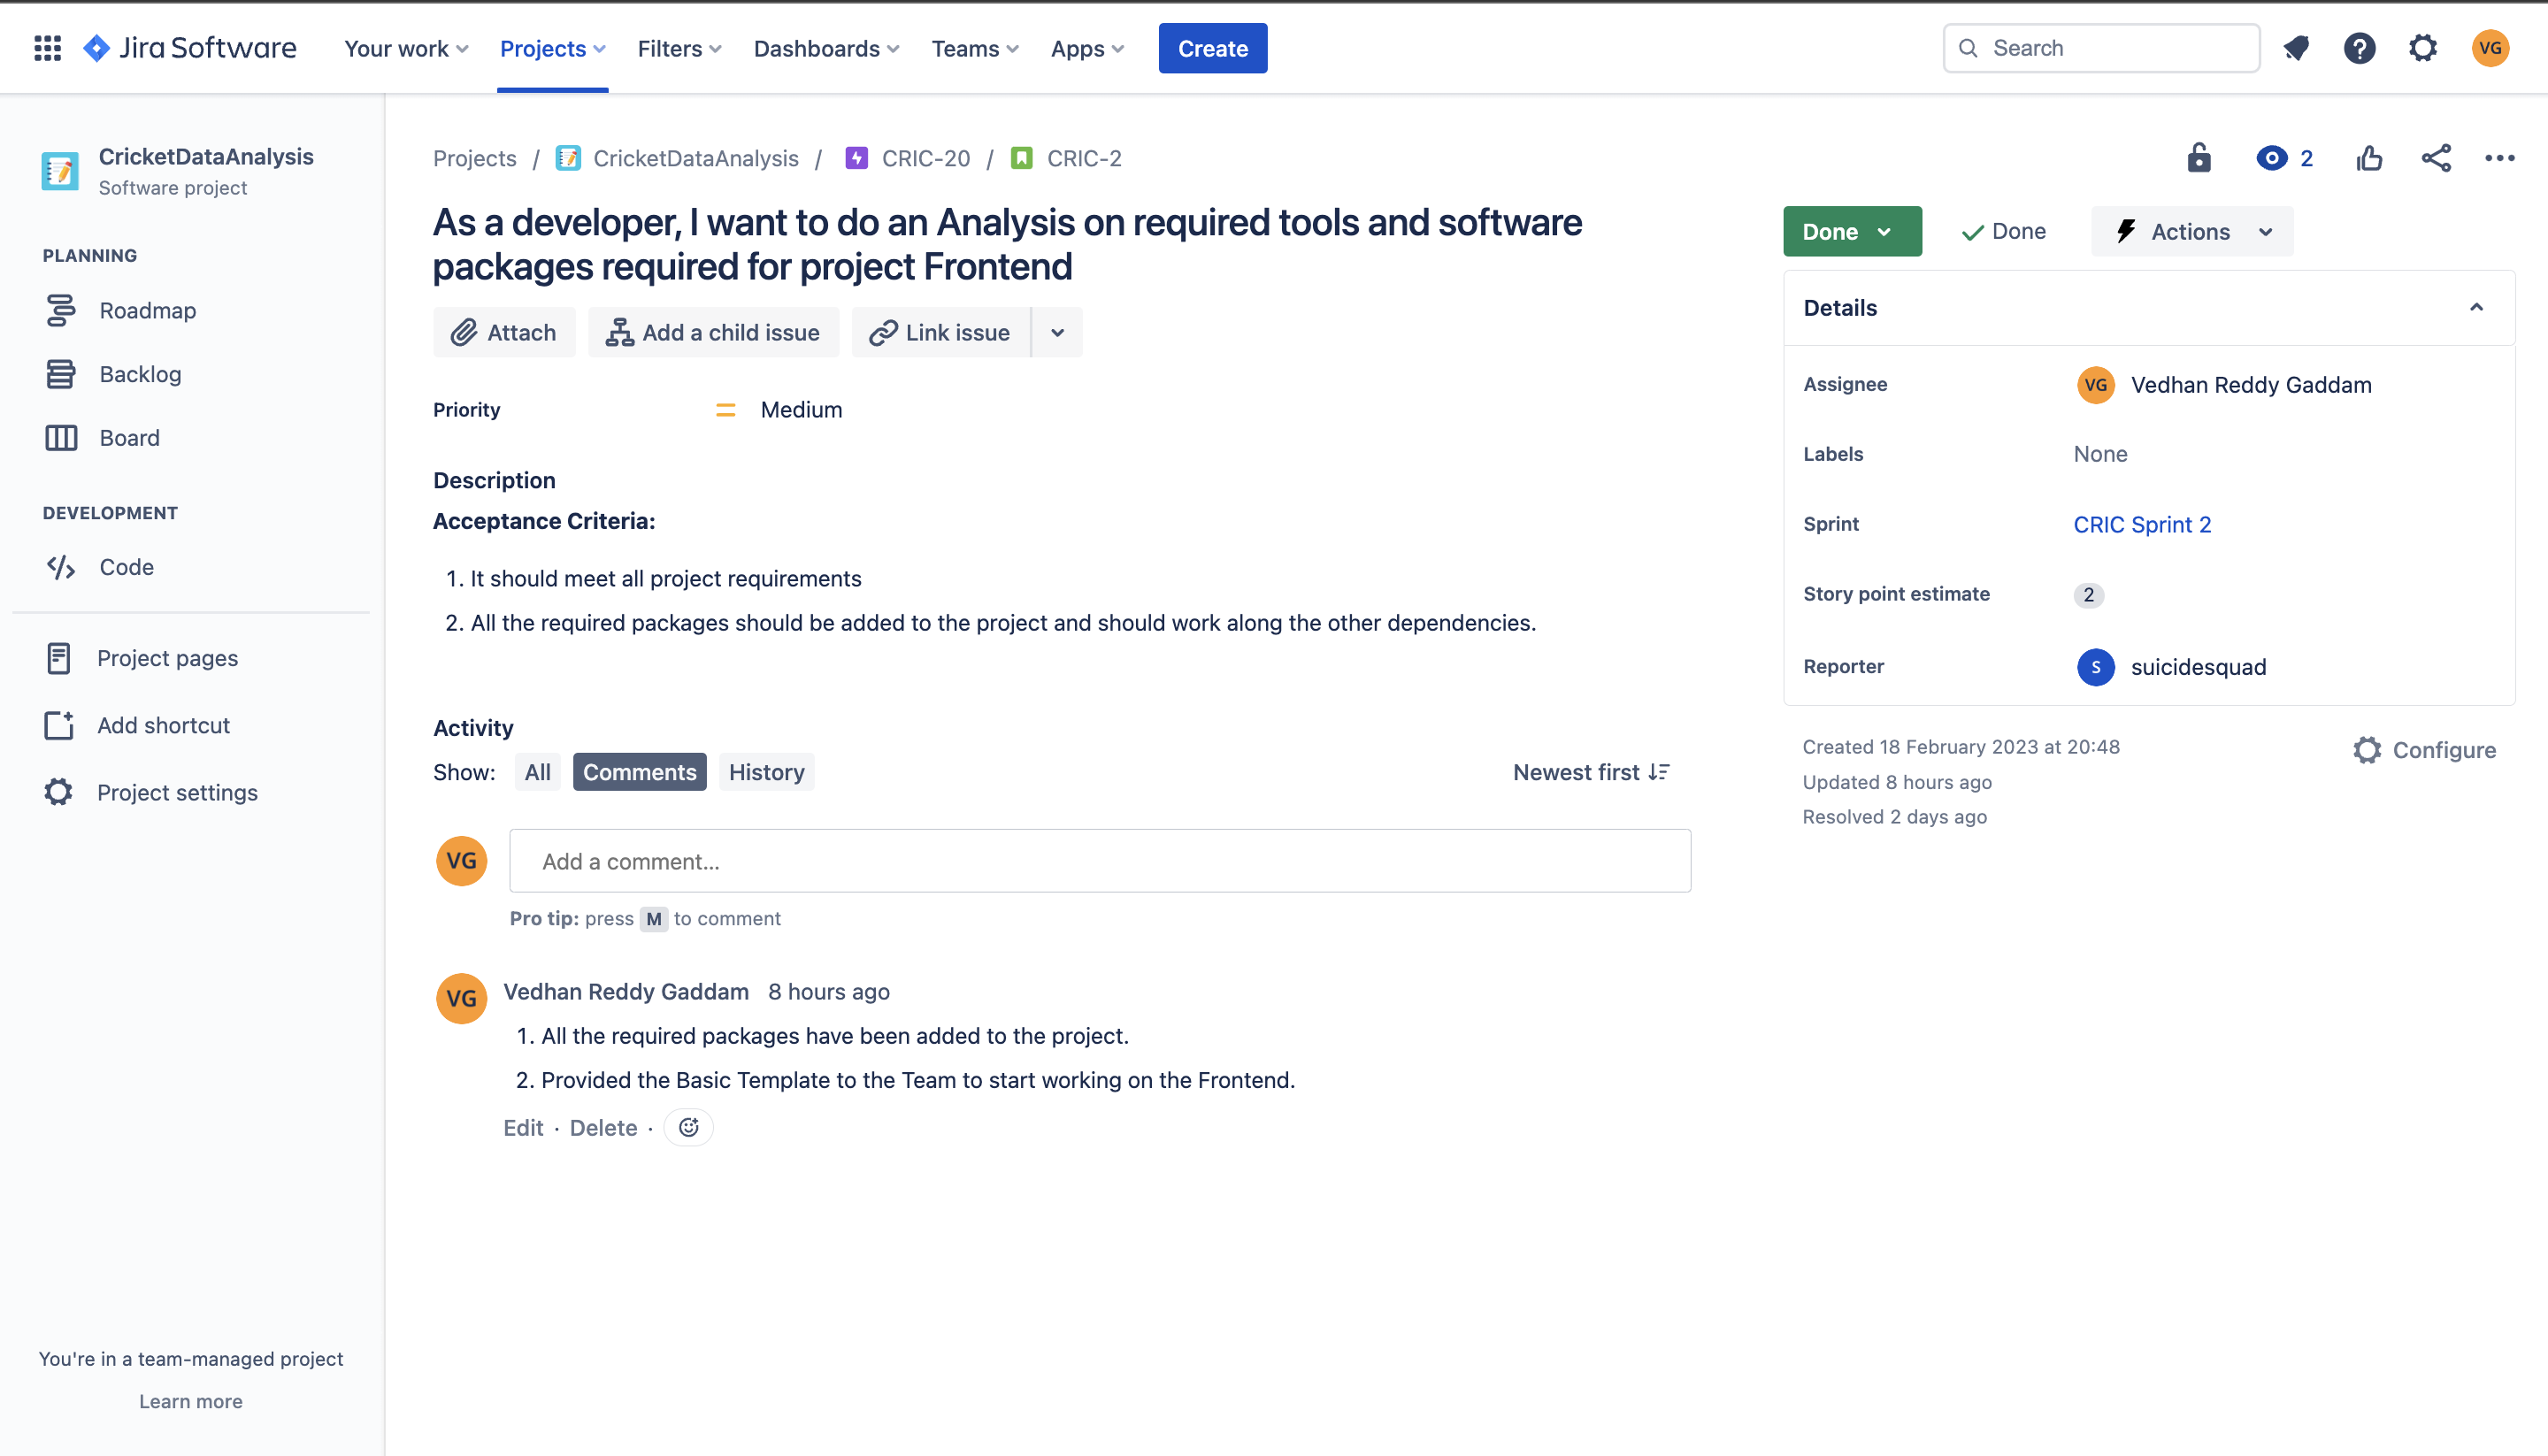 Jira Software
Your work
Projects
Filters
Dashboards
Teams
Apps
Create
Search
VG
CricketDataAnalysis
Software project
PLANNING
Roadmap
Backlog
Board
DEVELOPMENT
Code
Project pages
Add shortcut
Project settings
You're in a team-managed project
Learn more
Projects / CricketDataAnalysis / CRIC-20 / CRIC-2
2
As a developer, I want to do an Analysis on required tools and software
packages required for project Frontend
Attach
Add a child issue
Link issue
Priority
Medium
Description
Acceptance Criteria:
1. It should meet all project requirements
2. All the required packages should be added to the project and should work along the other dependencies.
Activity
Show:
All
Comments
History
Newest first
VG
Add a comment...
Pro tip: press M to comment
VG
Vedhan Reddy Gaddam 8 hours ago
1. All the required packages have been added to the project.
2. Provided the Basic Template to the Team to start working on the Frontend.
Edit · Delete ·
Done
Done
Actions
Details
Assignee
VG Vedhan Reddy Gaddam
Labels
None
Sprint
CRIC Sprint 2
Story point estimate
2
Reporter
S suicidesquad
Created 18 February 2023 at 20:48
Updated 8 hours ago
Resolved 2 days ago
Configure